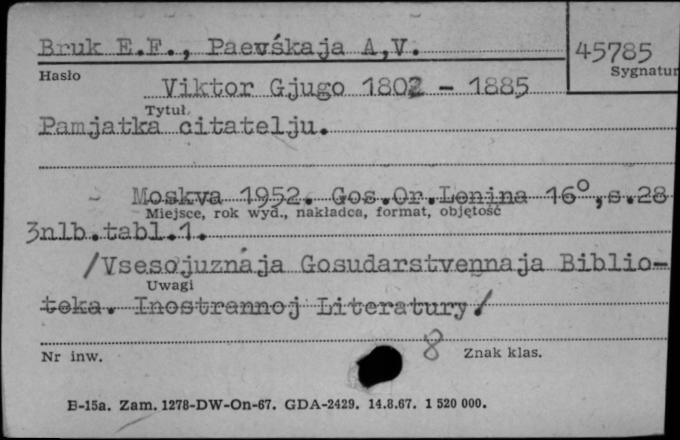 Bruk E.F., Paevśkaja A,V.
45785
Hasło
Sygnatur
Viktor Gjugo 1802 - 1885
Tytuł
Pamjatka citatelju.
Moskva 1952. Gos.Or.Lenina 16°,s.28
Miejsce, rok wyd., nakładca, format, objętość
3nlb.tabl.1.
/Vsesojuznája Gosudarstvennaja Biblio-
Uwagi
teka. Inostrannoj Literatury/
Nr inw.
8
Znak klas.
E-15a. Zam. 1278-DW-On-67. GDA-2429. 14.8.67. 1 520 000.